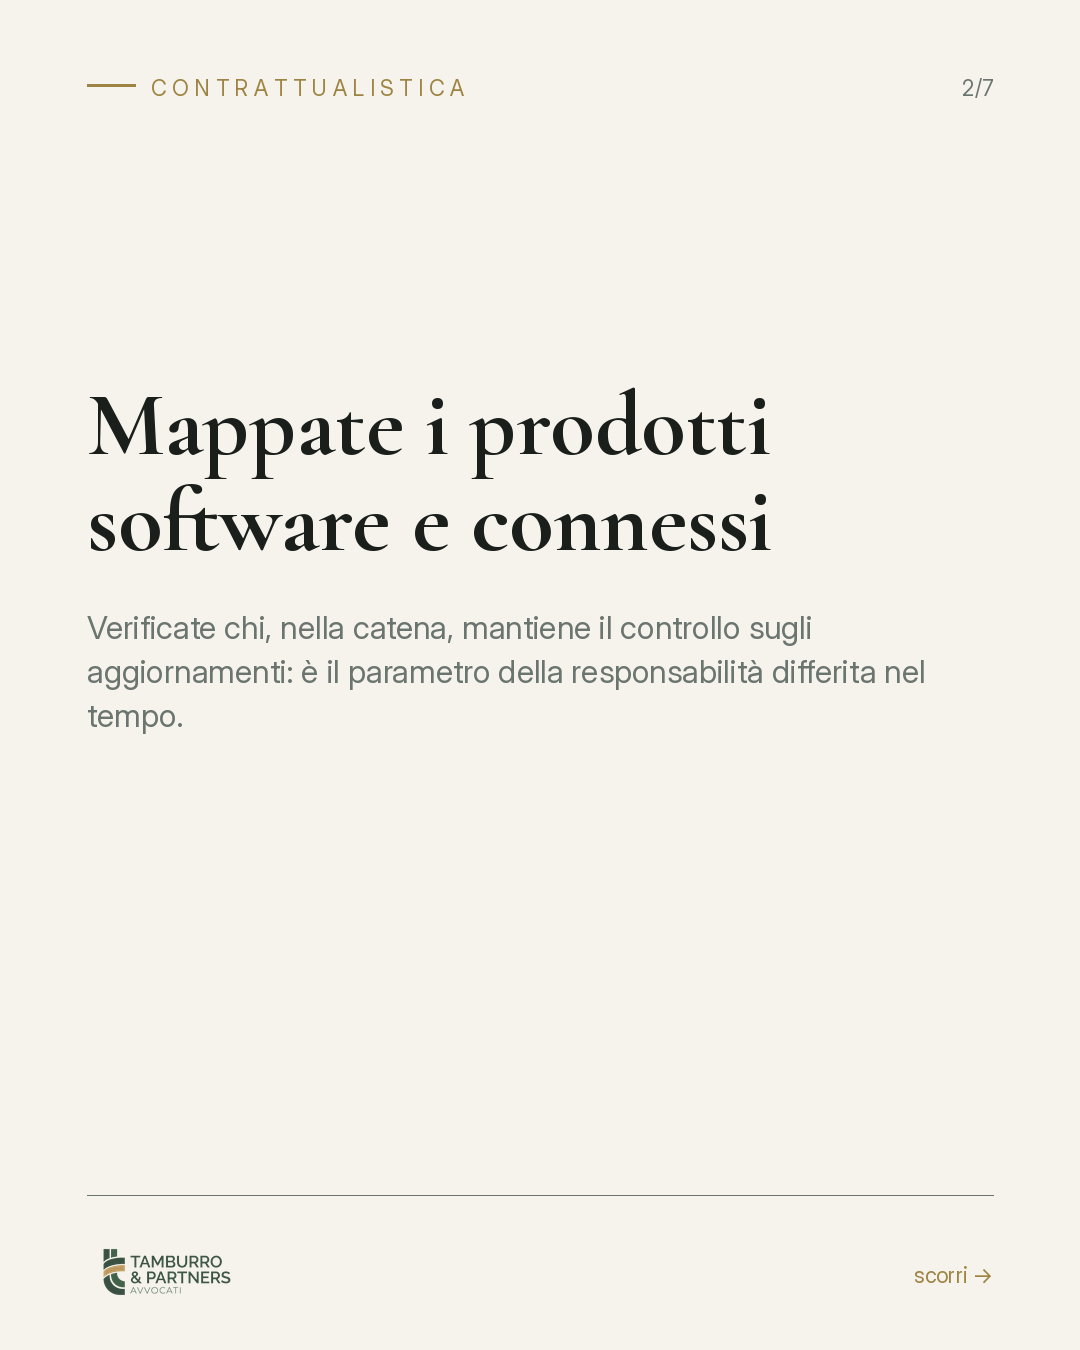 CONTRATTUALISTICA
2/7
Mappate i prodotti
software e connessi
Verificate chi, nella catena, mantiene il controllo sugli
aggiornamenti: è il parametro della responsabilità differita nel
tempo.
TAMBURRO
& PARTNERS
AVVOCATI
scorri →